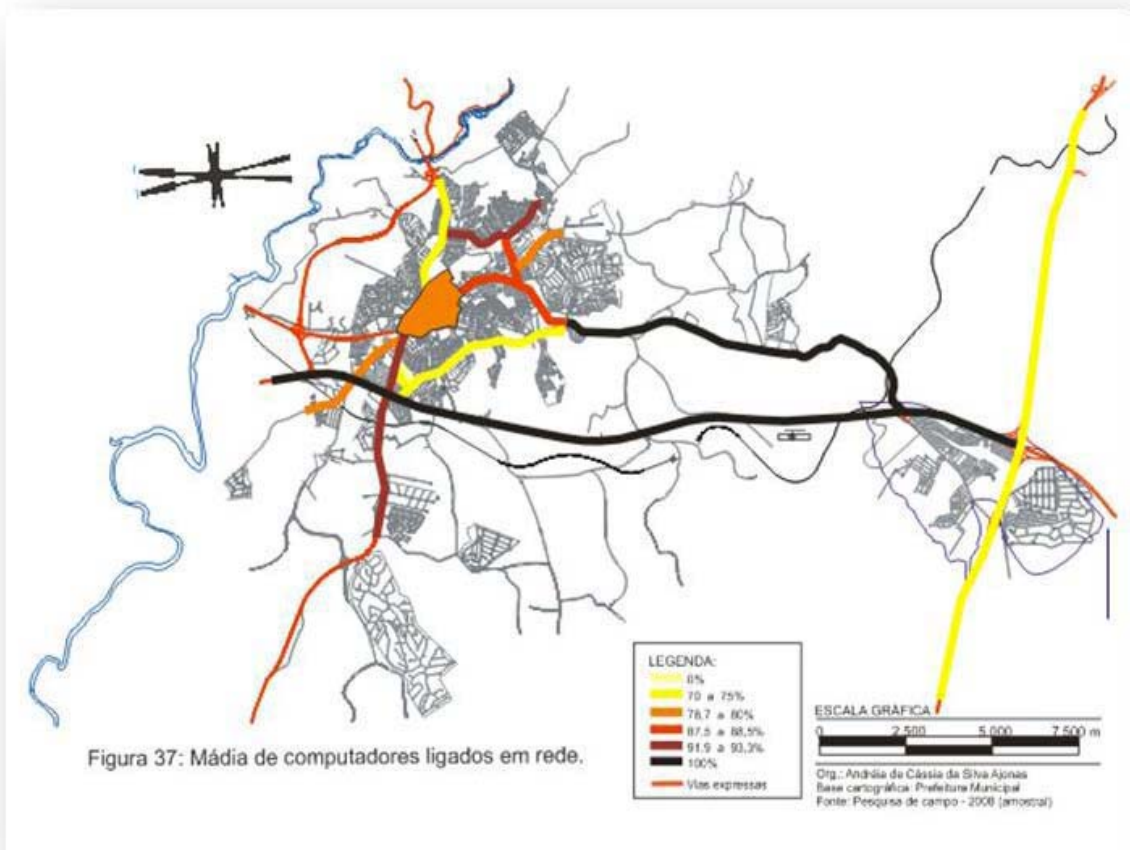 LEGENDA:
0%
70 a 75%
78,7 a 80%
87,5 a 88,5%
91,9 a 93,3%
100%
Vias expressas
ESCALA GRÁFICA
0 2.500 5.000 7.500 m
Org.: Andréia de Cássia da Silva Ajonas
Base cartográfica: Prefeitura Municipal
Fonte: Pesquisa de campo - 2008 (amostral)
Figura 37: Mádia de computadores ligados em rede.